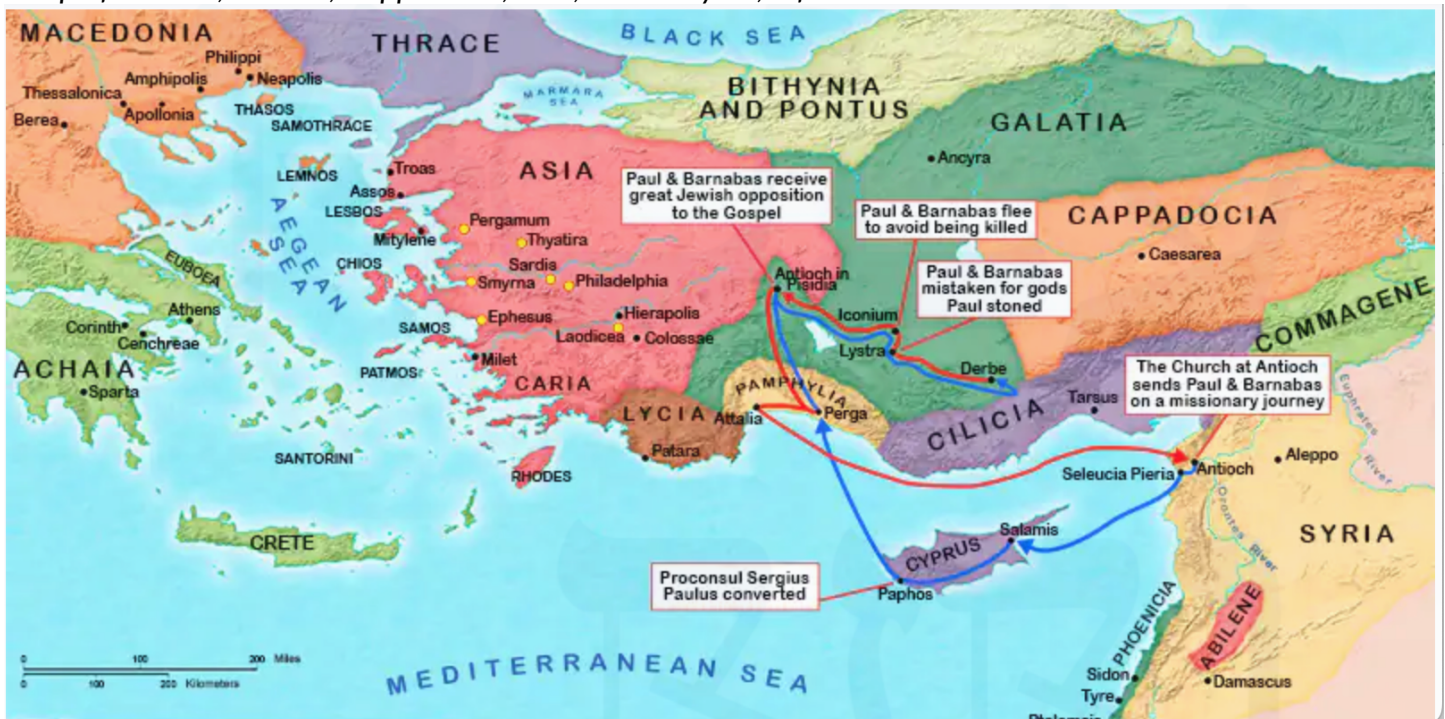 MACEDONIA
THRACE
BLACK SEA
Philippi
Neapolis
Amphipolis
Thessalonica
Apollonia
Berea
THASOS
SAMOTHRACE
MARMARA
SEA
BITHYNIA
AND PONTUS
GALATIA
Ancyra
LEMNOS
Troas
Assos
LESBOS
Mitylene
ASIA
Pergamum
Thyatira
Sardis
Smyrna
Philadelphia
AEGEAN
SEA
CHIOS
EUBOEA
Athens
Corinth
Cenchreae
ACHAIA
Sparta
SAMOS
Ephesus
Hierapolis
Laodicea
Colossae
Milet
PATMOS
CARIA
Paul & Barnabas receive
great Jewish opposition
to the Gospel
Paul & Barnabas flee
to avoid being killed
Paul & Barnabas
mistaken for gods
Paul stoned
CAPPADOCIA
Caesarea
COMMAGENE
Antioch in
Pisidia
Iconium
Lystra
Derbe
PAMPHYLIA
LYCIA
Attalia
Perga
Patara
CILICIA
Tarsus
The Church at Antioch
sends Paul & Barnabas
on a missionary journey
Euphrates
River
SANTORINI
RHODES
CRETE
Seleucia Pieria
Antioch
Aleppo
Orontes River
SYRIA
Salamis
CYPRUS
Paphos
Proconsul Sergius
Paulus converted
PHOENICIA
ABILENE
Sidon
Tyre
Damascus
MEDITERRANEAN SEA
0 100 200 Miles
0 100 200 Kilometers